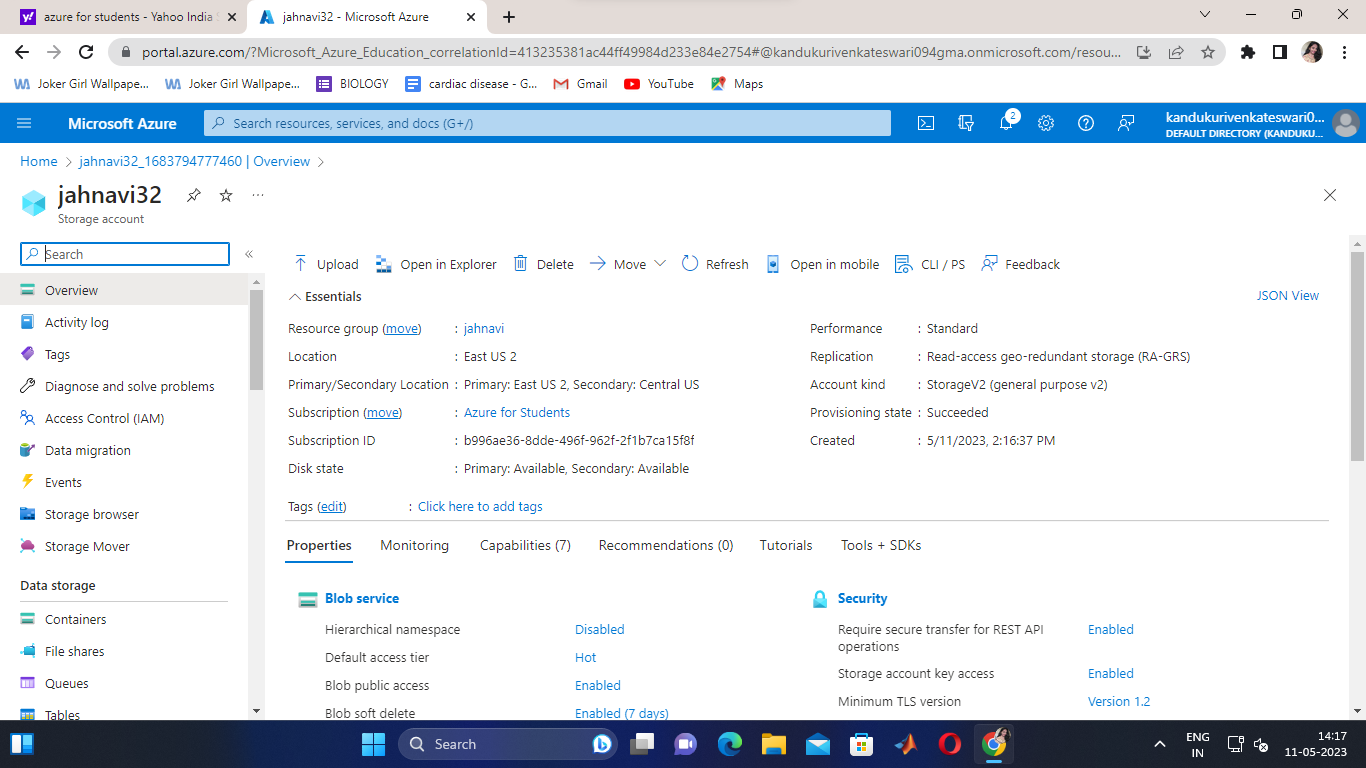 azure for students - Yahoo India S
jahnavi32 - Microsoft Azure
portal.azure.com/?Microsoft_Azure_Education_correlationId=413235381ac44ff49984d233e84e2754#@kandukurivenkateswari094gma.onmicrosoft.com/resou...
Joker Girl Wallpape...
Joker Girl Wallpape...
BIOLOGY
cardiac disease - G...
Gmail
YouTube
Maps
Microsoft Azure
Search resources, services, and docs (G+/)
2
kandukurivenkateswari0...
DEFAULT DIRECTORY (KANDUKU...
Home > jahnavi32_1683794777460 | Overview >
jahnavi32
Storage account
Search
Overview
Activity log
Tags
Diagnose and solve problems
Access Control (IAM)
Data migration
Events
Storage browser
Storage Mover
Data storage
Containers
File shares
Queues
Tables
Upload
Open in Explorer
Delete
Move
Refresh
Open in mobile
CLI / PS
Feedback
Essentials
JSON View
Resource group (move) : jahnavi
Location : East US 2
Primary/Secondary Location : Primary: East US 2, Secondary: Central US
Subscription (move) : Azure for Students
Subscription ID : b996ae36-8dde-496f-962f-2f1b7ca15f8f
Disk state : Primary: Available, Secondary: Available
Performance : Standard
Replication : Read-access geo-redundant storage (RA-GRS)
Account kind : StorageV2 (general purpose v2)
Provisioning state : Succeeded
Created : 5/11/2023, 2:16:37 PM
Tags (edit) : Click here to add tags
Properties
Monitoring
Capabilities (7)
Recommendations (0)
Tutorials
Tools + SDKs
Blob service
Hierarchical namespace Disabled
Default access tier Hot
Blob public access Enabled
Blob soft delete Enabled (7 days)
Security
Require secure transfer for REST API Enabled
operations
Storage account key access Enabled
Minimum TLS version Version 1.2
Search
ENG
IN
14:17
11-05-2023